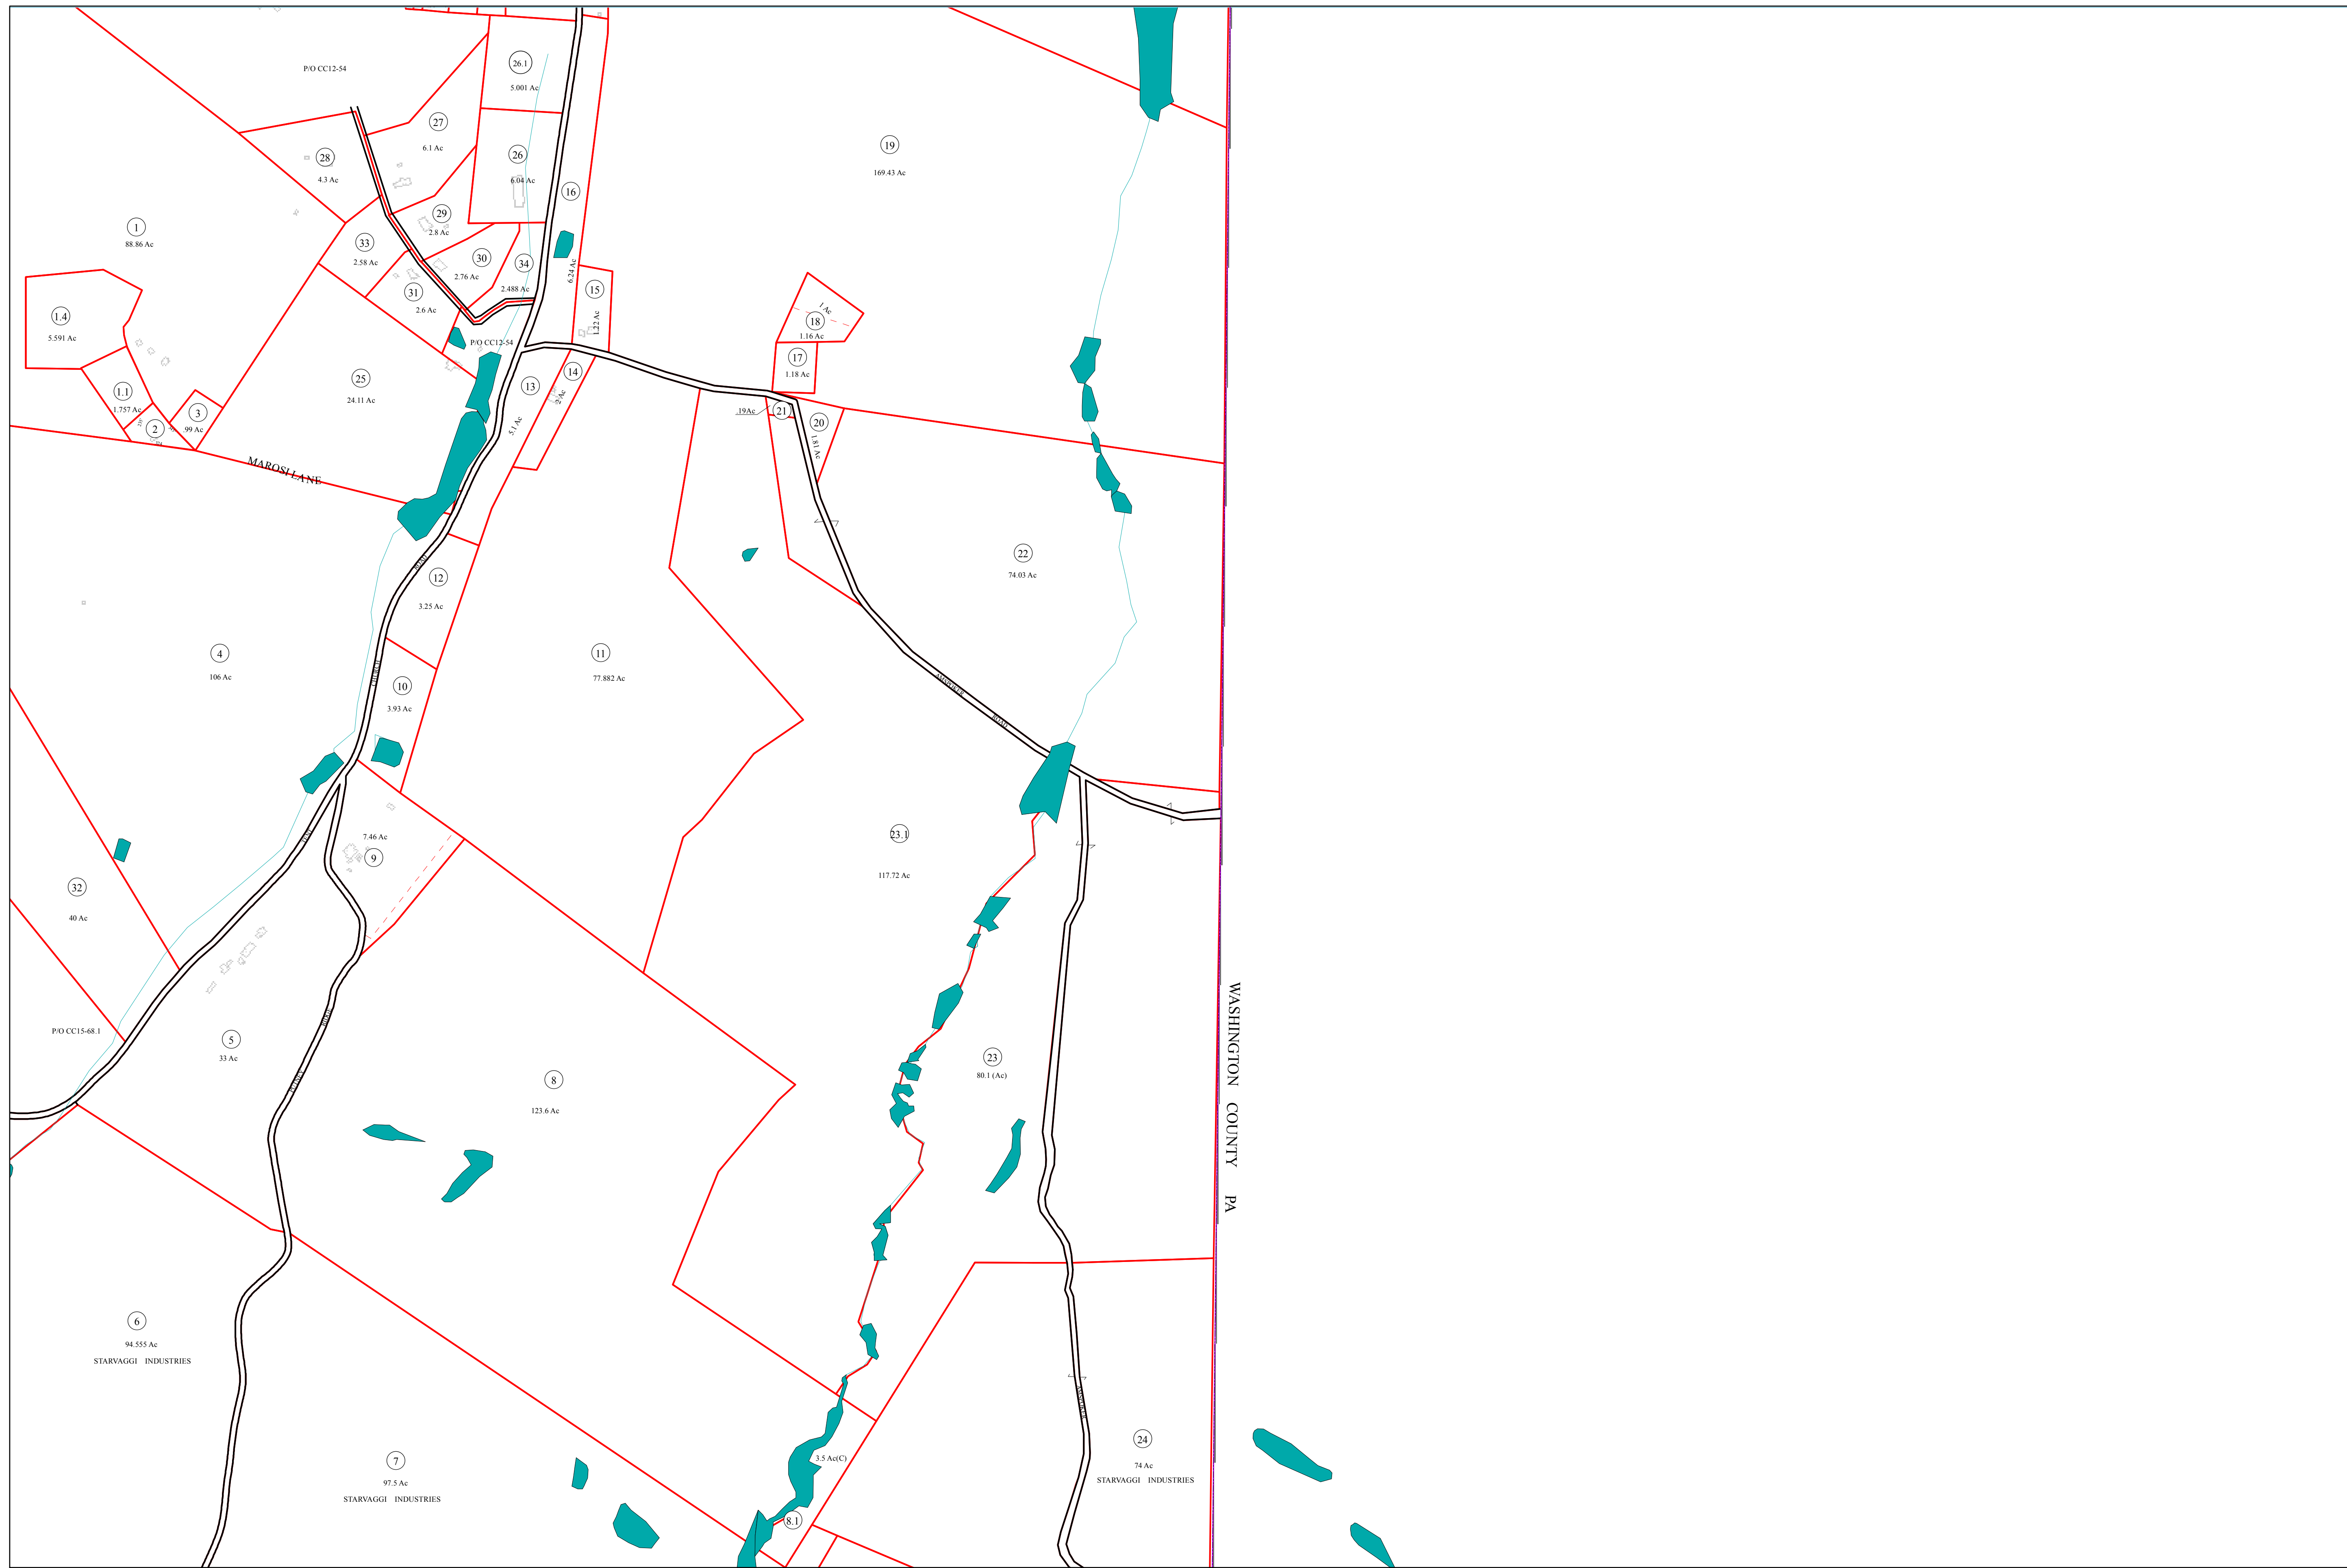 26.1
5.001 Ac
P/O CC12-54
27
6.1 Ac
19
169.43 Ac
28
4.3 Ac
26
6.04 Ac
16
6.24 Ac
29
2.8 Ac
1
88.86 Ac
33
2.58 Ac
30
2.76 Ac
34
2.488 Ac
31
2.6 Ac
15
1.22 Ac
1 Ac
18
1.16 Ac
1.4
5.591 Ac
P/O CC12-54
17
1.18 Ac
14
2 Ac
13
5.1 Ac
25
24.11 Ac
1.1
1.757 Ac
3
.99 Ac
2
.19Ac
21
20
1.81 Ac
MAROSI LANE
22
74.03 Ac
12
3.25 Ac
4
106 Ac
11
77.882 Ac
CHURCH
10
3.93 Ac
ROAD
23.1
117.72 Ac
7.46 Ac
9
32
40 Ac
P/O CC15-68.1
5
33 Ac
RIDGE
WASHINGTON COUNTY PA
23
80.1 (Ac)
8
123.6 Ac
6
94.555 Ac
STARVAGGI INDUSTRIES
7
97.5 Ac
STARVAGGI INDUSTRIES
3.5 Ac(C)
8.1
24
74 Ac
STARVAGGI INDUSTRIES